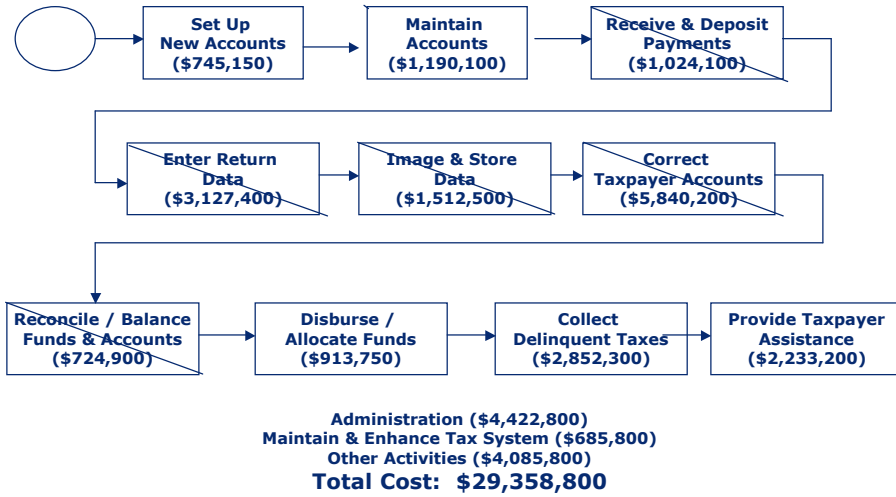 Set Up
New Accounts
($745,150)
Maintain
Accounts
($1,190,100)
Receive & Deposit
Payments
($1,024,100)
Enter Return
Data
($3,127,400)
Image & Store
Data
($1,512,500)
Correct
Taxpayer Accounts
($5,840,200)
Reconcile / Balance
Funds & Accounts
($724,900)
Disburse /
Allocate Funds
($913,750)
Collect
Delinquent Taxes
($2,852,300)
Provide Taxpayer
Assistance
($2,233,200)
Administration ($4,422,800)
Maintain & Enhance Tax System ($685,800)
Other Activities ($4,085,800)
Total Cost: $29,358,800